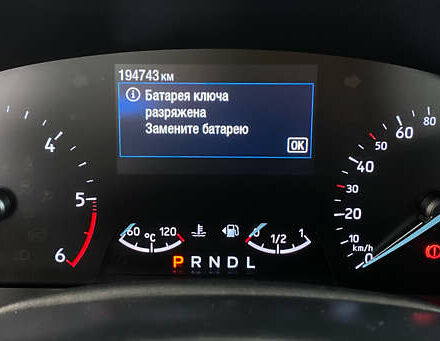 194743 км
Батарея ключа
разряжена
Замените батарею
OK
4
5
6
60 °C 120
0 1/2 1
P R N D L
80
60
50
40
30
20
10
0
km/h